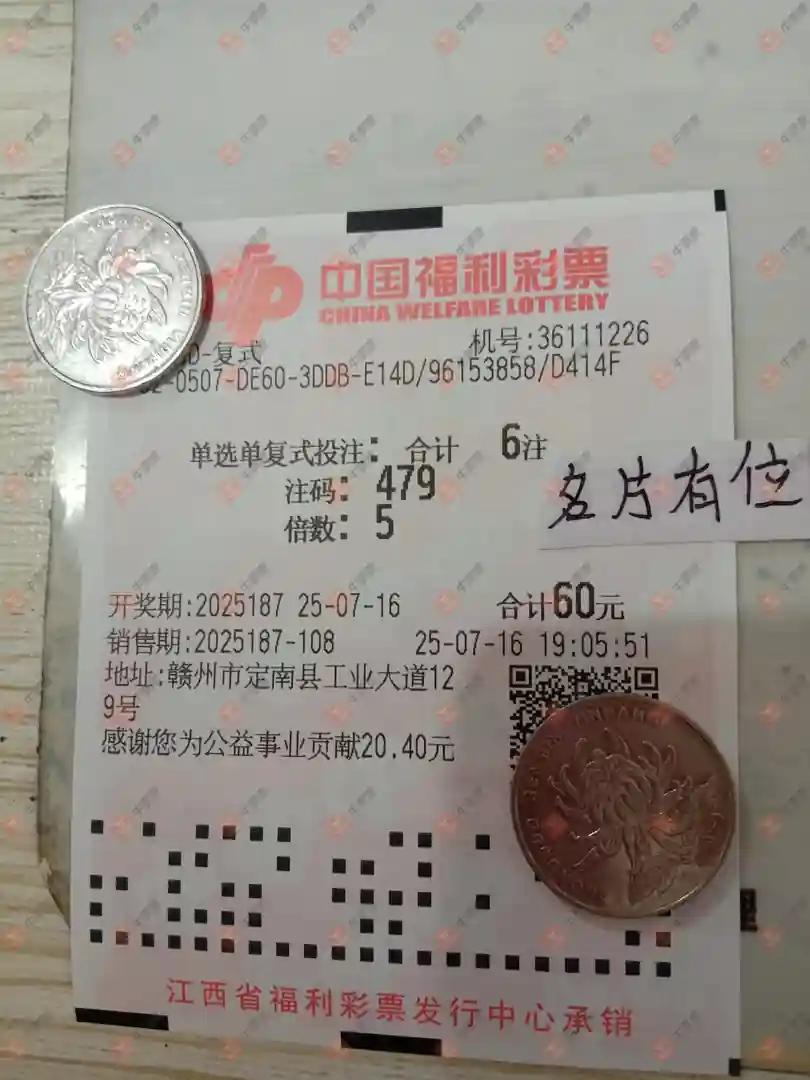 中国福利彩票
CHINA WELFARE LOTTERY
D-复式
机号:36111226
-0507-DE60-3DDB-E14D/96153858/D414F
单选单复式投注: 合计 6注
注码: 479
倍数: 5
名片有位
开奖期:2025187 25-07-16 合计60元
销售期:2025187-108 25-07-16 19:05:51
地址:赣州市定南县工业大道12
9号
感谢您为公益事业贡献20.40元
江西省福利彩票发行中心承销